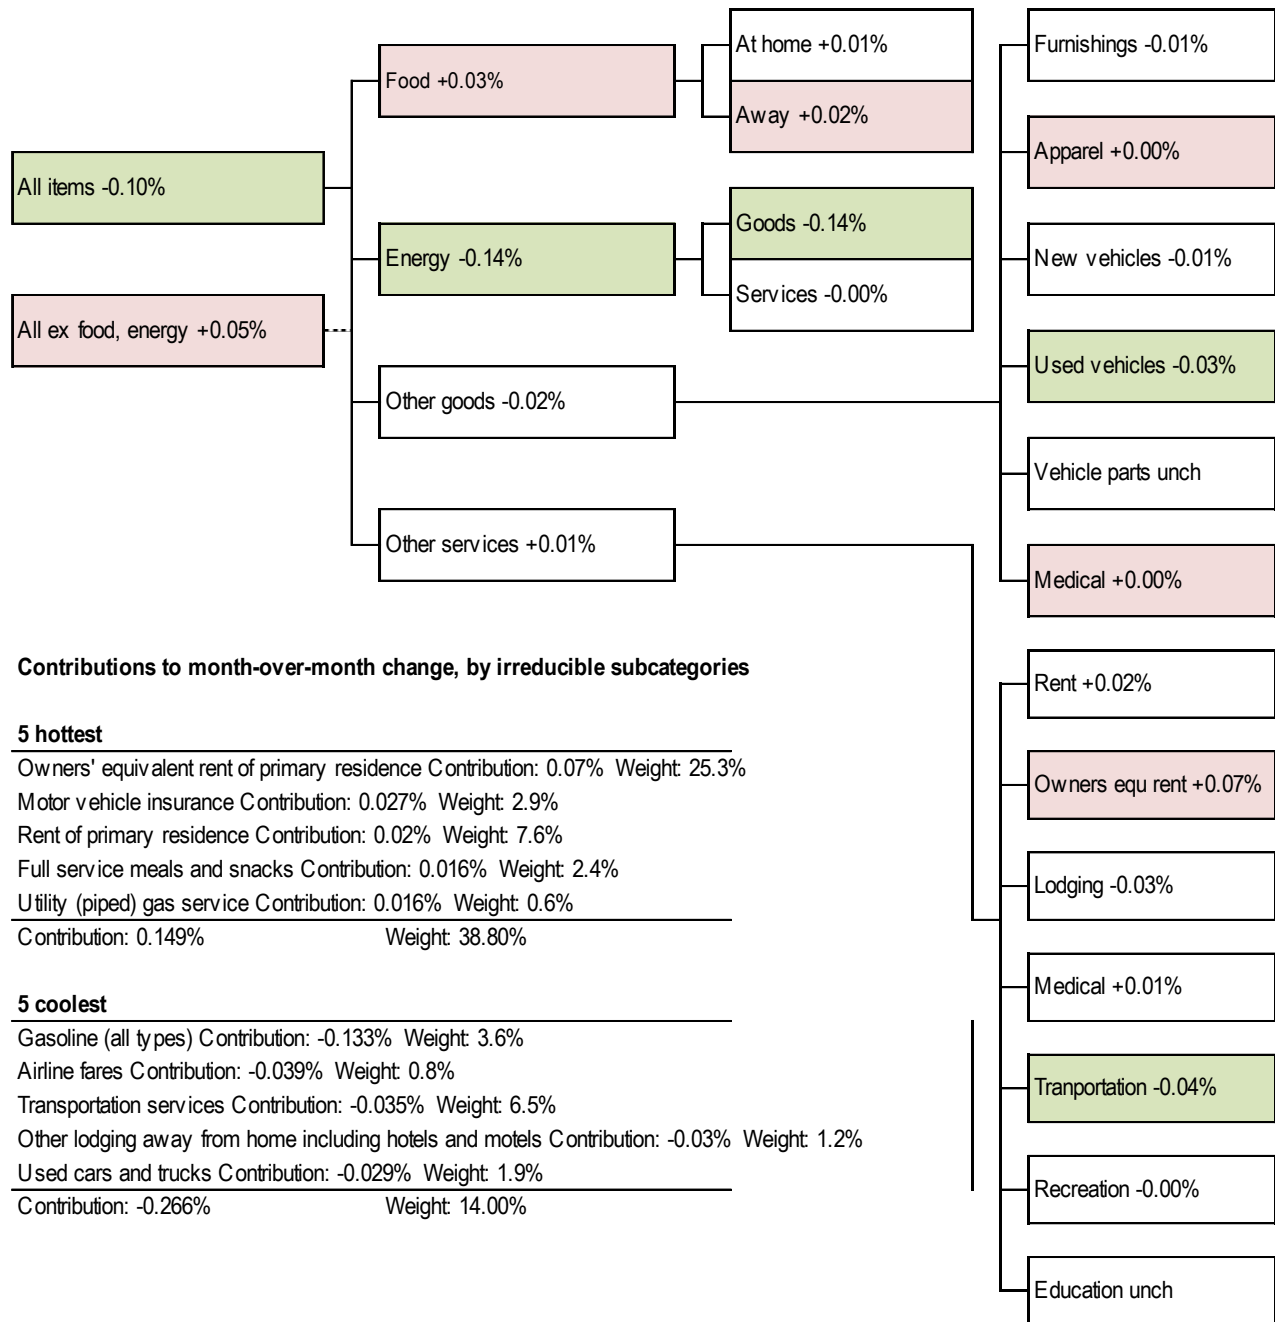 All items -0.10%
All ex food, energy +0.05%
Food +0.03%
Energy -0.14%
Other goods -0.02%
Other services +0.01%
At home +0.01%
Away +0.02%
Goods -0.14%
Services -0.00%
Furnishings -0.01%
Apparel +0.00%
New vehicles -0.01%
Used vehicles -0.03%
Vehicle parts unch
Medical +0.00%
Rent +0.02%
Owners equ rent +0.07%
Lodging -0.03%
Medical +0.01%
Tranportation -0.04%
Recreation -0.00%
Education unch
Contributions to month-over-month change, by irreducible subcategories
5 hottest
Owners' equivalent rent of primary residence Contribution: 0.07% Weight: 25.3%
Motor vehicle insurance Contribution: 0.027% Weight: 2.9%
Rent of primary residence Contribution: 0.02% Weight: 7.6%
Full service meals and snacks Contribution: 0.016% Weight: 2.4%
Utility (piped) gas service Contribution: 0.016% Weight: 0.6%
Contribution: 0.149% Weight: 38.80%
5 coolest
Gasoline (all types) Contribution: -0.133% Weight: 3.6%
Airline fares Contribution: -0.039% Weight: 0.8%
Transportation services Contribution: -0.035% Weight: 6.5%
Other lodging away from home including hotels and motels Contribution: -0.03% Weight: 1.2%
Used cars and trucks Contribution: -0.029% Weight: 1.9%
Contribution: -0.266% Weight: 14.00%